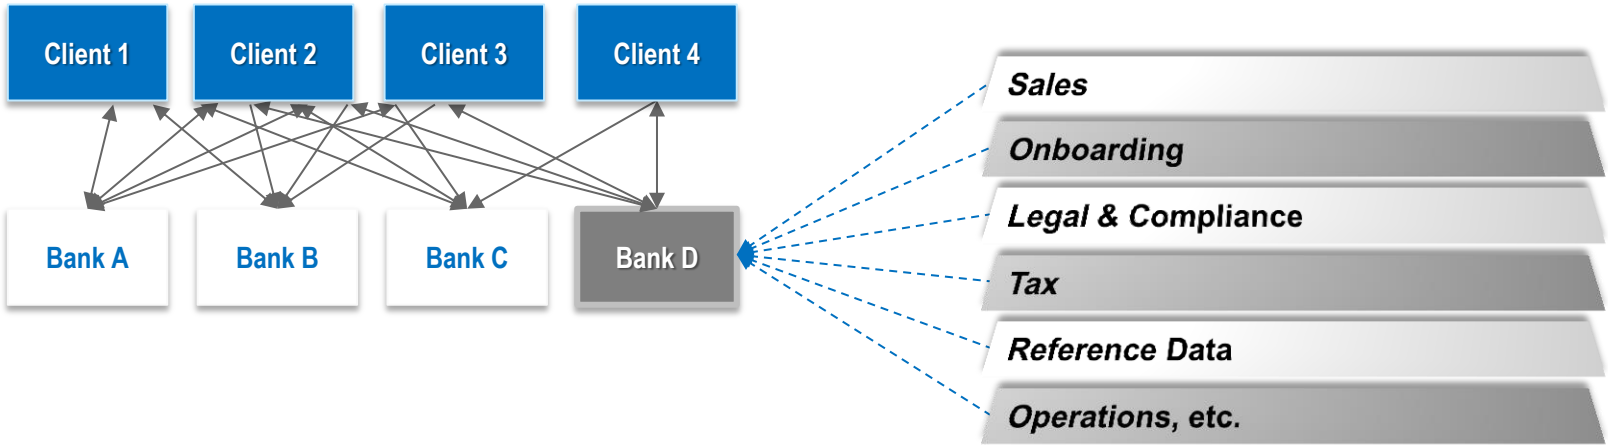 Client 1
Client 2
Client 3
Client 4
Bank A
Bank B
Bank C
Bank D
Sales
Onboarding
Legal & Compliance
Tax
Reference Data
Operations, etc.